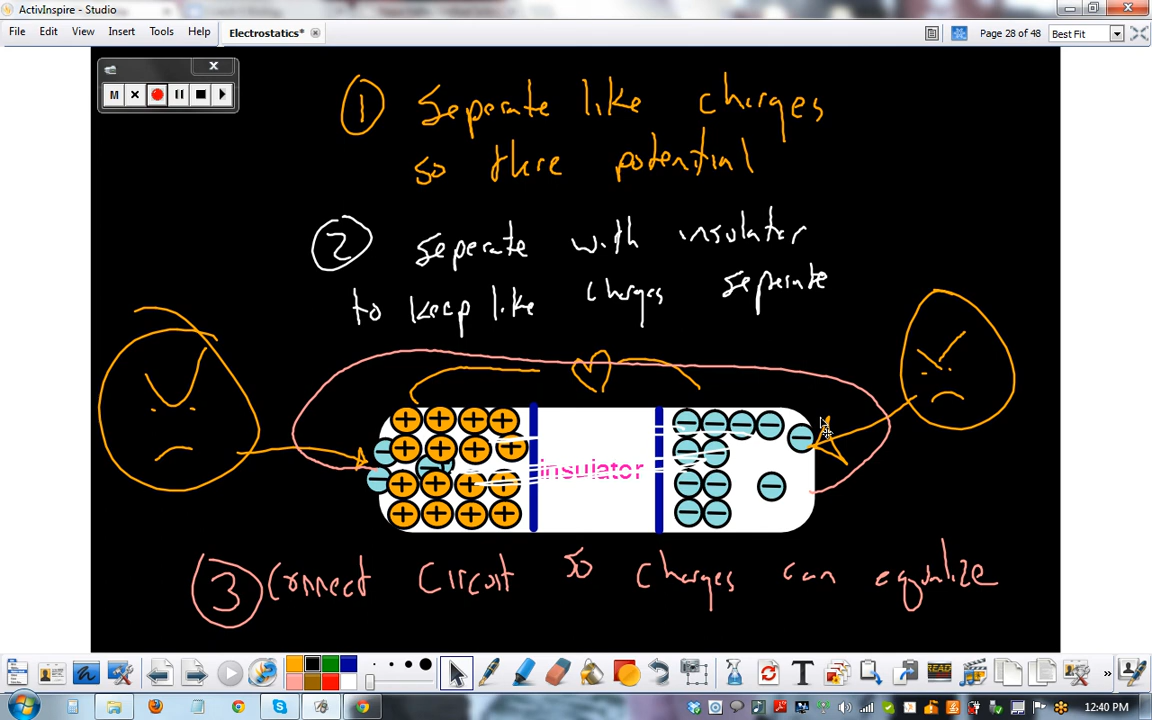 ActivInspire - Studio
File Edit View Insert Tools Help Electrostatics* Page 28 of 48 Best Fit
M
1 Seperate like charges
so there potential
2 seperate with insulator
to keep like charges seperate
insulator
3 Connect Circuit so charges can equalize
READ
T
»
12:40 PM